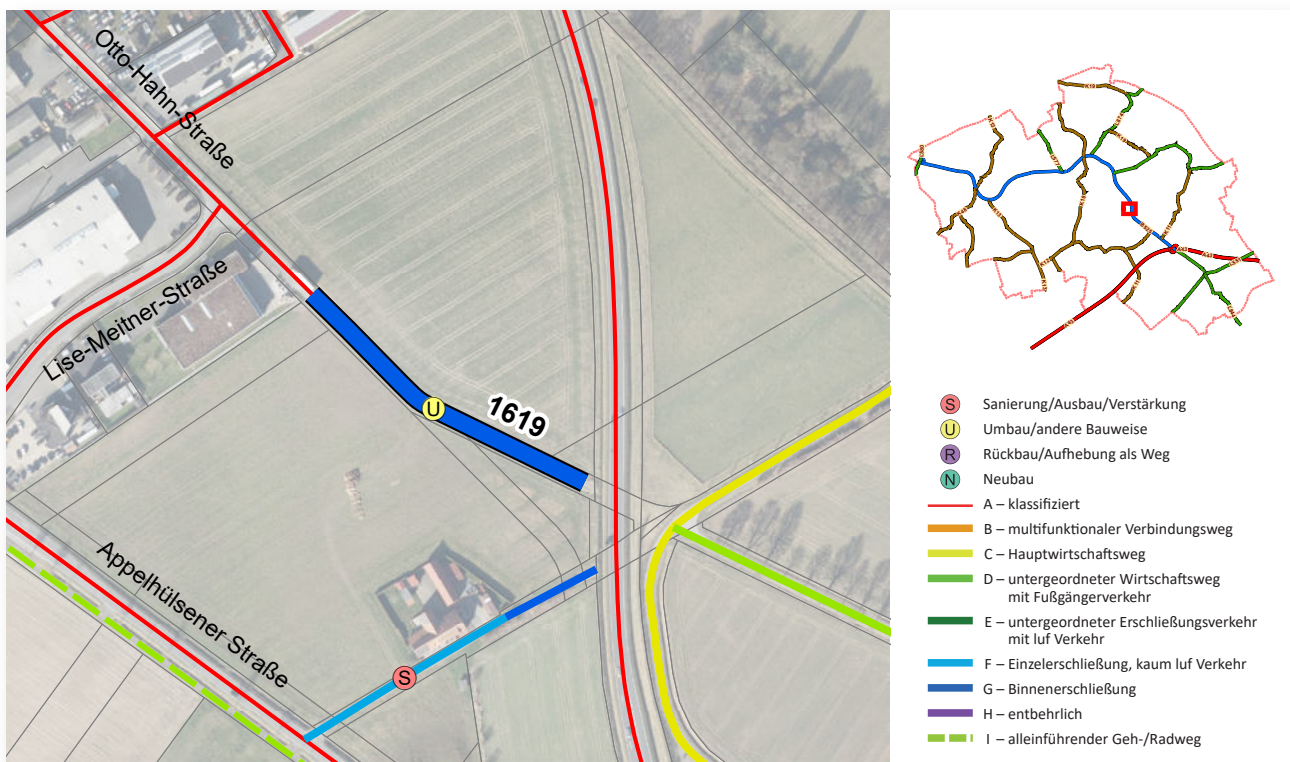 Otto-Hahn-Straße
Lise-Meitner-Straße
1619
U
Appelhülsener Straße
S
S Sanierung/Ausbau/Verstärkung
U Umbau/andere Bauweise
R Rückbau/Aufhebung als Weg
N Neubau
A – klassifiziert
B – multifunktionaler Verbindungsweg
C – Hauptwirtschaftsweg
D – untergeordneter Wirtschaftsweg
mit Fußgängerverkehr
E – untergeordneter Erschließungsverkehr
mit luf Verkehr
F – Einzelerschließung, kaum luf Verkehr
G – Binnenerschließung
H – entbehrlich
I – alleinführender Geh-/Radweg